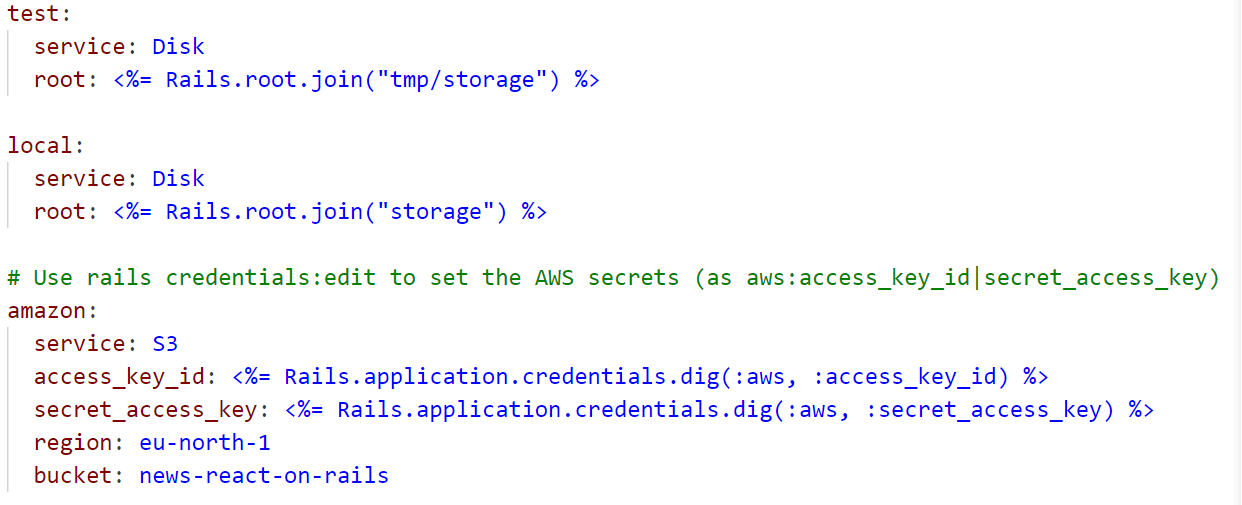 test:
  service: Disk
  root: <%= Rails.root.join("tmp/storage") %>

local:
  service: Disk
  root: <%= Rails.root.join("storage") %>

# Use rails credentials:edit to set the AWS secrets (as aws:access_key_id|secret_access_key)
amazon:
  service: S3
  access_key_id: <%= Rails.application.credentials.dig(:aws, :access_key_id) %>
  secret_access_key: <%= Rails.application.credentials.dig(:aws, :secret_access_key) %>
  region: eu-north-1
  bucket: news-react-on-rails